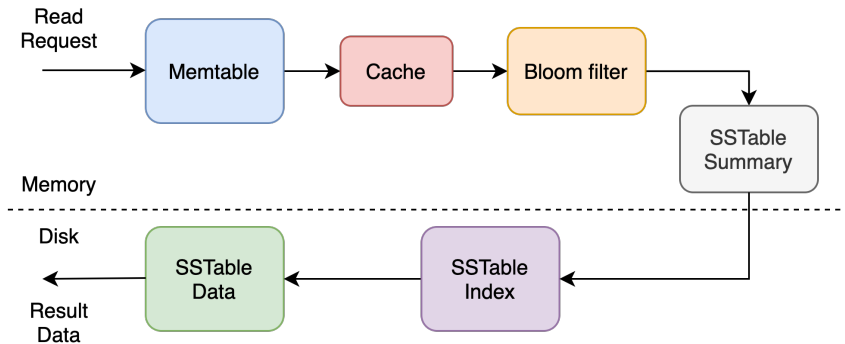 Read
Request
Memtable
Cache
Bloom filter
SSTable
Summary
Memory
Disk
SSTable
Data
SSTable
Index
Result
Data